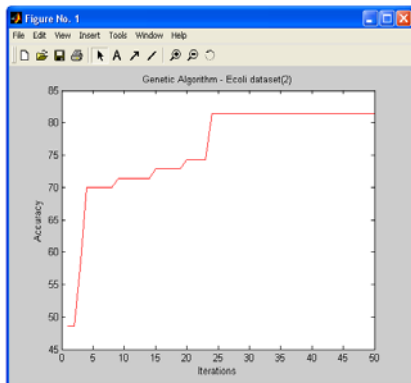 Figure No. 1
File Edit View Insert Tools Window Help
A
Genetic Algorithm - Ecoli dataset(2)
85
80
75
70
65
60
55
50
45
Accuracy
0 5 10 15 20 25 30 35 40 45 50
Iterations